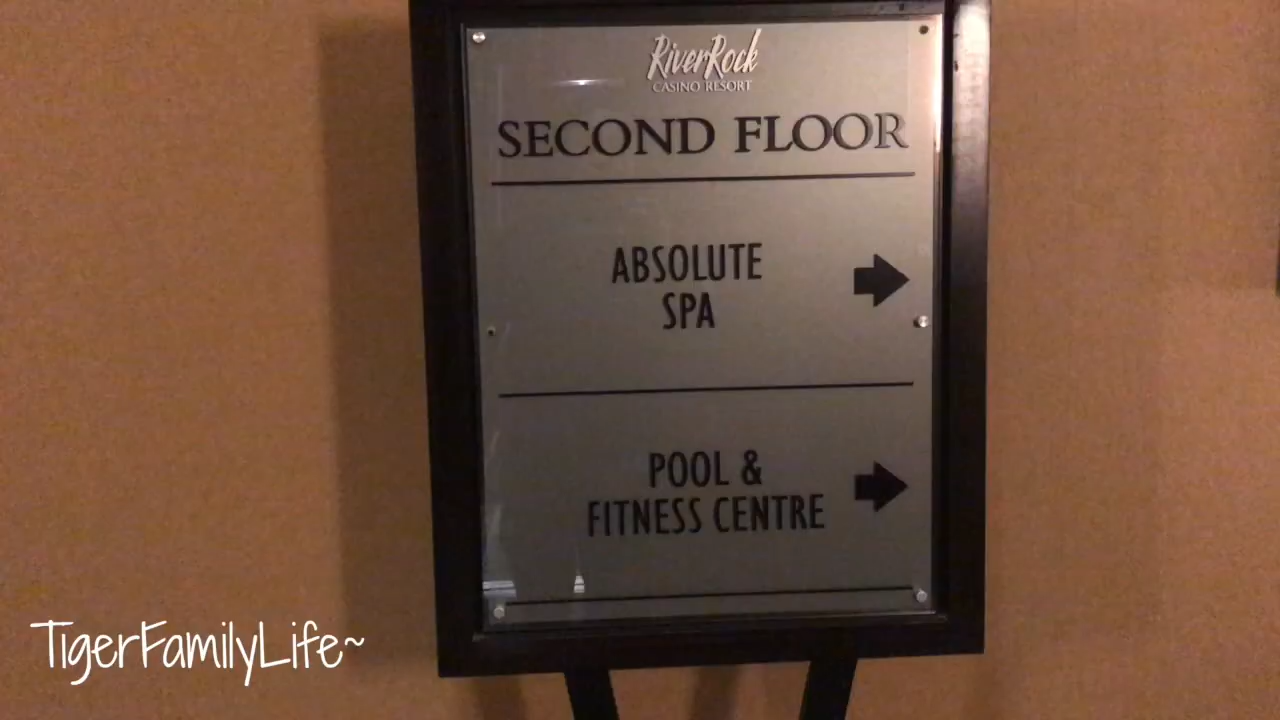 RiverRock
CASINO RESORT
SECOND FLOOR
ABSOLUTE
SPA
POOL &
FITNESS CENTRE
TigerFamilyLife~